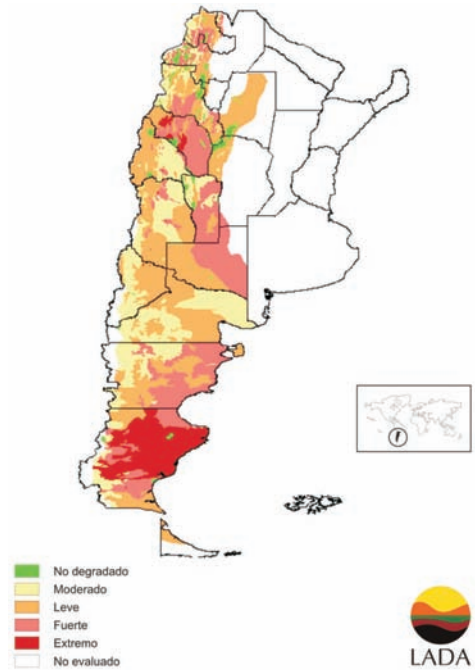 No degradado
Moderado
Leve
Fuerte
Extremo
No evaluado
LADA